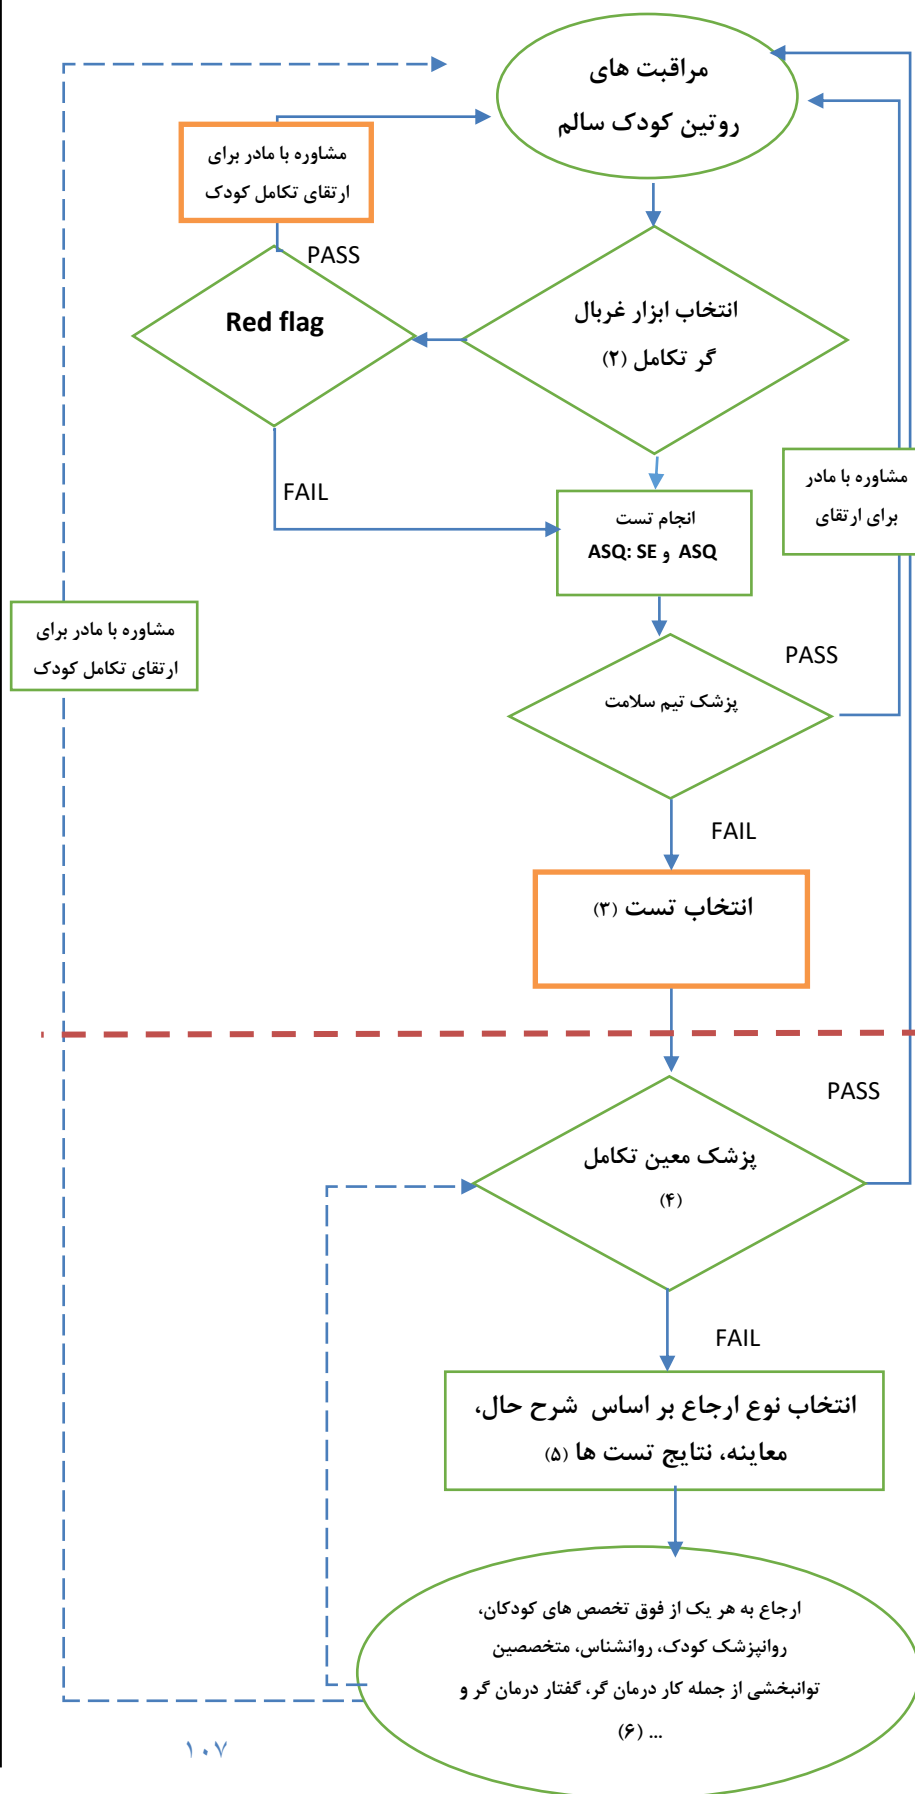 مراقبت های
روتین کودک سالم
مشاوره با مادر برای
ارتقای تکامل کودک
PASS
Red flag
انتخاب ابزار غربال
گر تکامل (۲)
FAIL
انجام تست
ASQ و ASQ: SE
مشاوره با مادر
برای ارتقای
مشاوره با مادر برای
ارتقای تکامل کودک
PASS
پزشک تیم سلامت
FAIL
انتخاب تست (۳)
PASS
پزشک معین تکامل
(۴)
FAIL
انتخاب نوع ارجاع بر اساس شرح حال،
معاینه، نتایج تست ها (۵)
ارجاع به هر یک از فوق تخصص های کودکان،
روانپزشک کودک، روانشناس، متخصصین
توانبخشی از جمله کار درمان گر، گفتار درمان گر و
... (۶)
۱۰۷